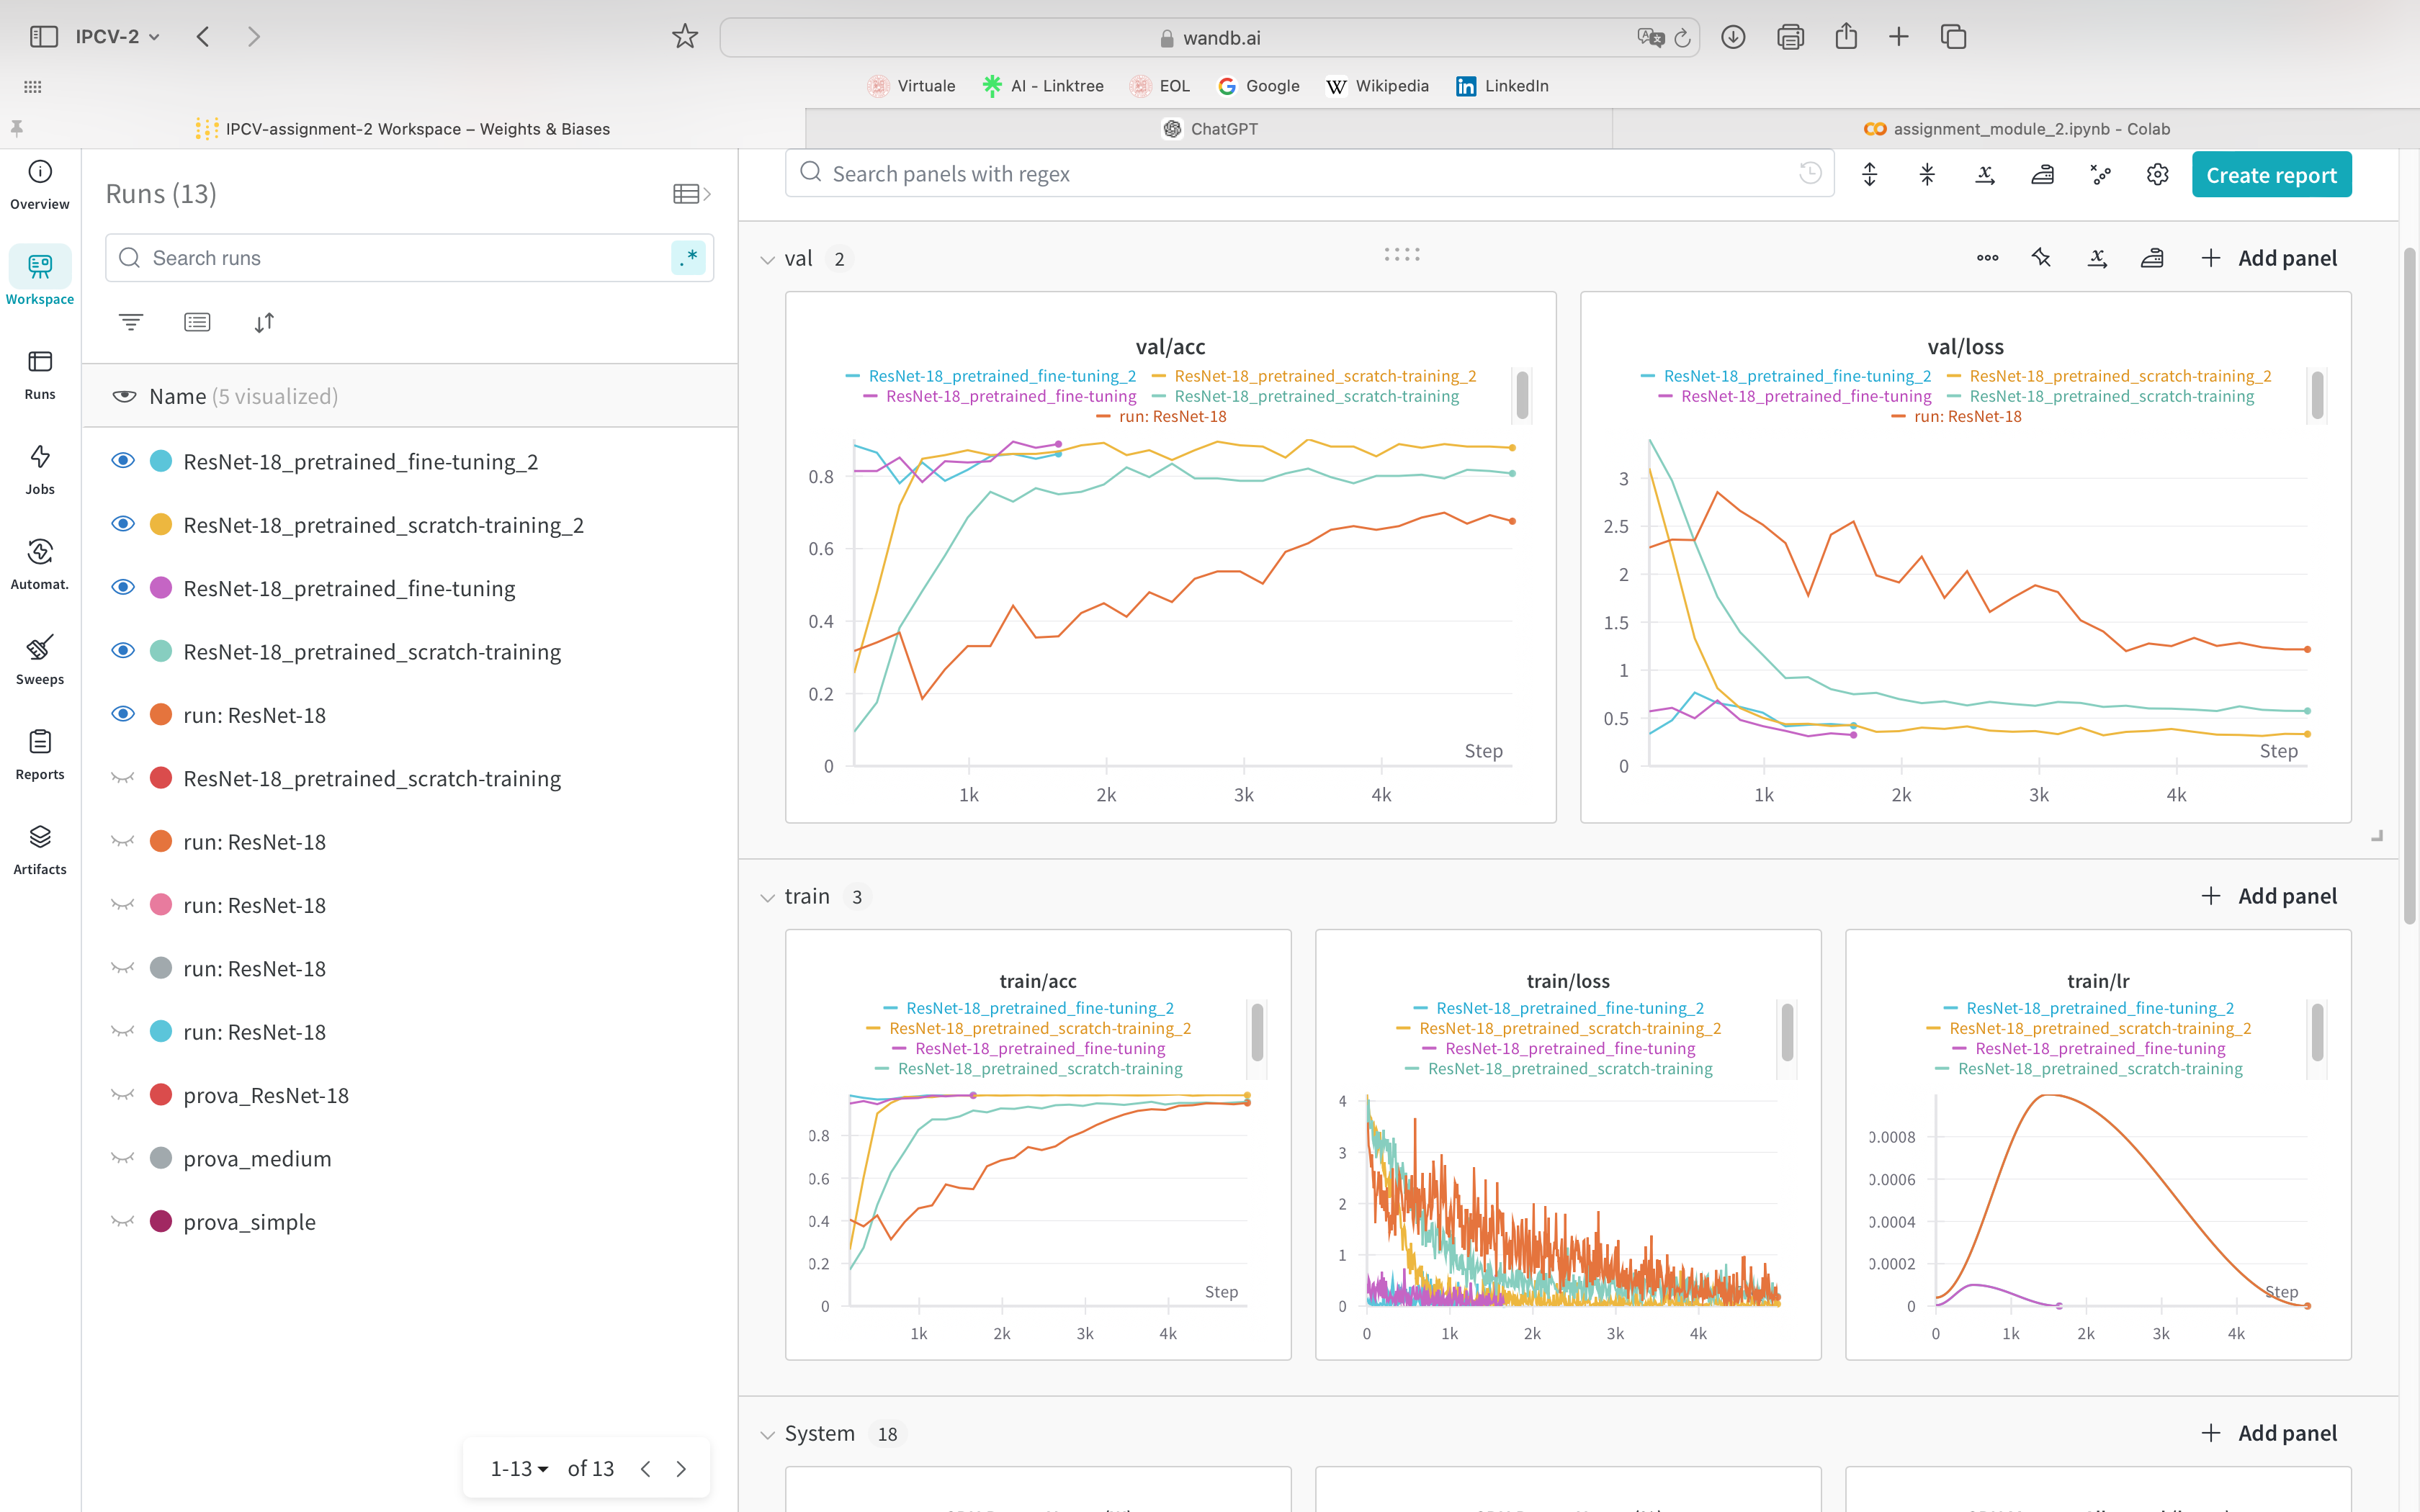 IPCV-2
wandb.ai
Virtuale
AI - Linktree
EOL
Google
Wikipedia
LinkedIn
IPCV-assignment-2 Workspace – Weights & Biases
ChatGPT
assignment_module_2.ipynb - Colab
Overview
Workspace
Runs
Jobs
Automat.
Sweeps
Reports
Artifacts
Runs (13)
Search runs
.*
Name (5 visualized)
ResNet-18_pretrained_fine-tuning_2
ResNet-18_pretrained_scratch-training_2
ResNet-18_pretrained_fine-tuning
ResNet-18_pretrained_scratch-training
run: ResNet-18
ResNet-18_pretrained_scratch-training
run: ResNet-18
run: ResNet-18
run: ResNet-18
run: ResNet-18
prova_ResNet-18
prova_medium
prova_simple
1-13 of 13
Search panels with regex
Create report
val 2
Add panel
val/acc
ResNet-18_pretrained_fine-tuning_2 ResNet-18_pretrained_scratch-training_2
ResNet-18_pretrained_fine-tuning ResNet-18_pretrained_scratch-training
run: ResNet-18
0.8
0.6
0.4
0.2
0
Step
1k 2k 3k 4k
val/loss
ResNet-18_pretrained_fine-tuning_2 ResNet-18_pretrained_scratch-training_2
ResNet-18_pretrained_fine-tuning ResNet-18_pretrained_scratch-training
run: ResNet-18
3
2.5
2
1.5
1
0.5
0
Step
1k 2k 3k 4k
train 3
Add panel
train/acc
ResNet-18_pretrained_fine-tuning_2
ResNet-18_pretrained_scratch-training_2
ResNet-18_pretrained_fine-tuning
ResNet-18_pretrained_scratch-training
0.8
0.6
0.4
0.2
0
Step
1k 2k 3k 4k
train/loss
ResNet-18_pretrained_fine-tuning_2
ResNet-18_pretrained_scratch-training_2
ResNet-18_pretrained_fine-tuning
ResNet-18_pretrained_scratch-training
4
3
2
1
0
0 1k 2k 3k 4k
train/lr
ResNet-18_pretrained_fine-tuning_2
ResNet-18_pretrained_scratch-training_2
ResNet-18_pretrained_fine-tuning
ResNet-18_pretrained_scratch-training
0.0008
0.0006
0.0004
0.0002
0
Step
0 1k 2k 3k 4k
System 18
Add panel